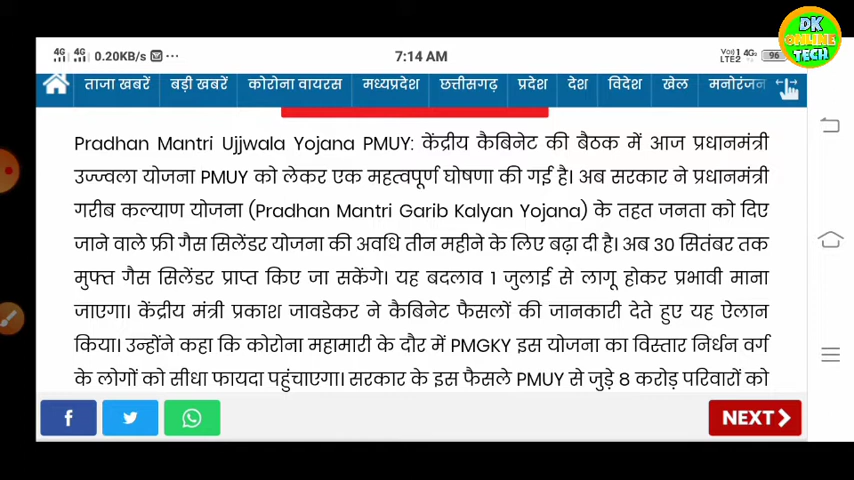 DK
ONLINE
TECH
4G 4G 0.20KB/s ... 7:14 AM Vo)) 1 4G LTE2 96
ताजा खबरें बड़ी खबरें कोरोना वायरस मध्यप्रदेश छत्तीसगढ़ प्रदेश देश विदेश खेल मनोरंजन
Pradhan Mantri Ujjwala Yojana PMUY: केंद्रीय कैबिनेट की बैठक में आज प्रधानमंत्री
उज्ज्वला योजना PMUY को लेकर एक महत्वपूर्ण घोषणा की गई है। अब सरकार ने प्रधानमंत्री
गरीब कल्याण योजना (Pradhan Mantri Garib Kalyan Yojana) के तहत जनता को दिए
जाने वाले फ्री गैस सिलेंडर योजना की अवधि तीन महीने के लिए बढ़ा दी है। अब 30 सितंबर तक
मुफ्त गैस सिलेंडर प्राप्त किए जा सकेंगे। यह बदलाव 1 जुलाई से लागू होकर प्रभावी माना
जाएगा। केंद्रीय मंत्री प्रकाश जावडेकर ने कैबिनेट फैसलों की जानकारी देते हुए यह ऐलान
किया। उन्होंने कहा कि कोरोना महामारी के दौर में PMGKY इस योजना का विस्तार निर्धन वर्ग
के लोगों को सीधा फायदा पहुंचाएगा। सरकार के इस फैसले PMUY से जुड़े 8 करोड़ परिवारों को
NEXT